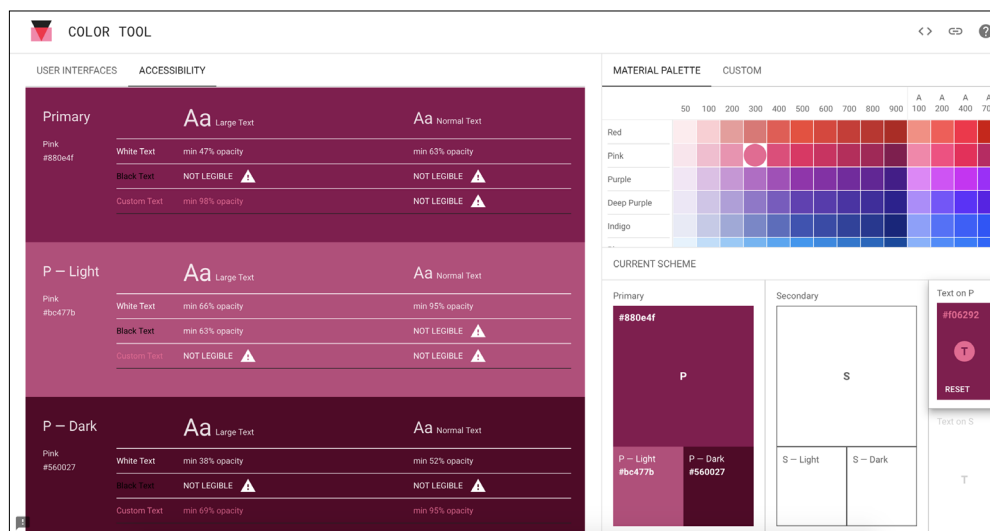 COLOR TOOL
USER INTERFACES ACCESSIBILITY
Primary
Pink
#880e4f
Aa Large Text Aa Normal Text
White Text min 47% opacity min 63% opacity
Black Text NOT LEGIBLE NOT LEGIBLE
Custom Text min 98% opacity NOT LEGIBLE
P — Light
Pink
#bc477b
Aa Large Text Aa Normal Text
White Text min 66% opacity min 95% opacity
Black Text min 63% opacity NOT LEGIBLE
Custom Text NOT LEGIBLE NOT LEGIBLE
P — Dark
Pink
#560027
Aa Large Text Aa Normal Text
White Text min 38% opacity min 52% opacity
Black Text NOT LEGIBLE NOT LEGIBLE
Custom Text min 69% opacity min 95% opacity
MATERIAL PALETTE CUSTOM
A A A
50 100 200 300 400 500 600 700 800 900 100 200 400
Red
Pink
Purple
Deep Purple
Indigo
CURRENT SCHEME
Primary Secondary
#880e4f
P
P — Light
#bc477b
P — Dark
#560027
S
S — Light S — Dark
Text on P
#f06292
T
RESET
Text on S
T